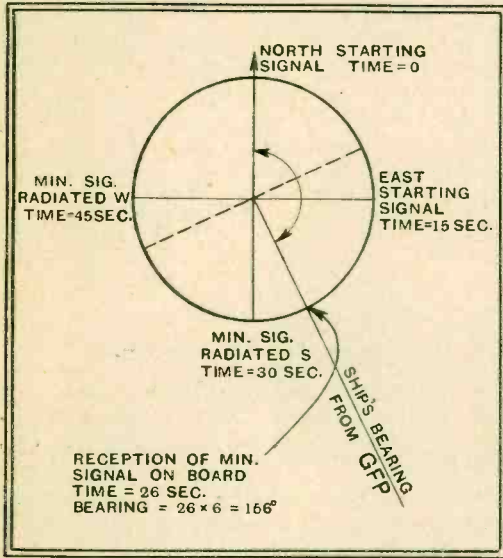 NORTH STARTING
SIGNAL TIME=0
MIN. SIG.
RADIATED W
TIME=45SEC.
EAST
STARTING
SIGNAL
TIME=15 SEC.
MIN. SIG.
RADIATED S
TIME=30 SEC.
SHIP'S BEARING
FROM GFP
RECEPTION OF MIN.
SIGNAL ON BOARD
TIME = 26 SEC.
BEARING = 26 × 6 = 156°